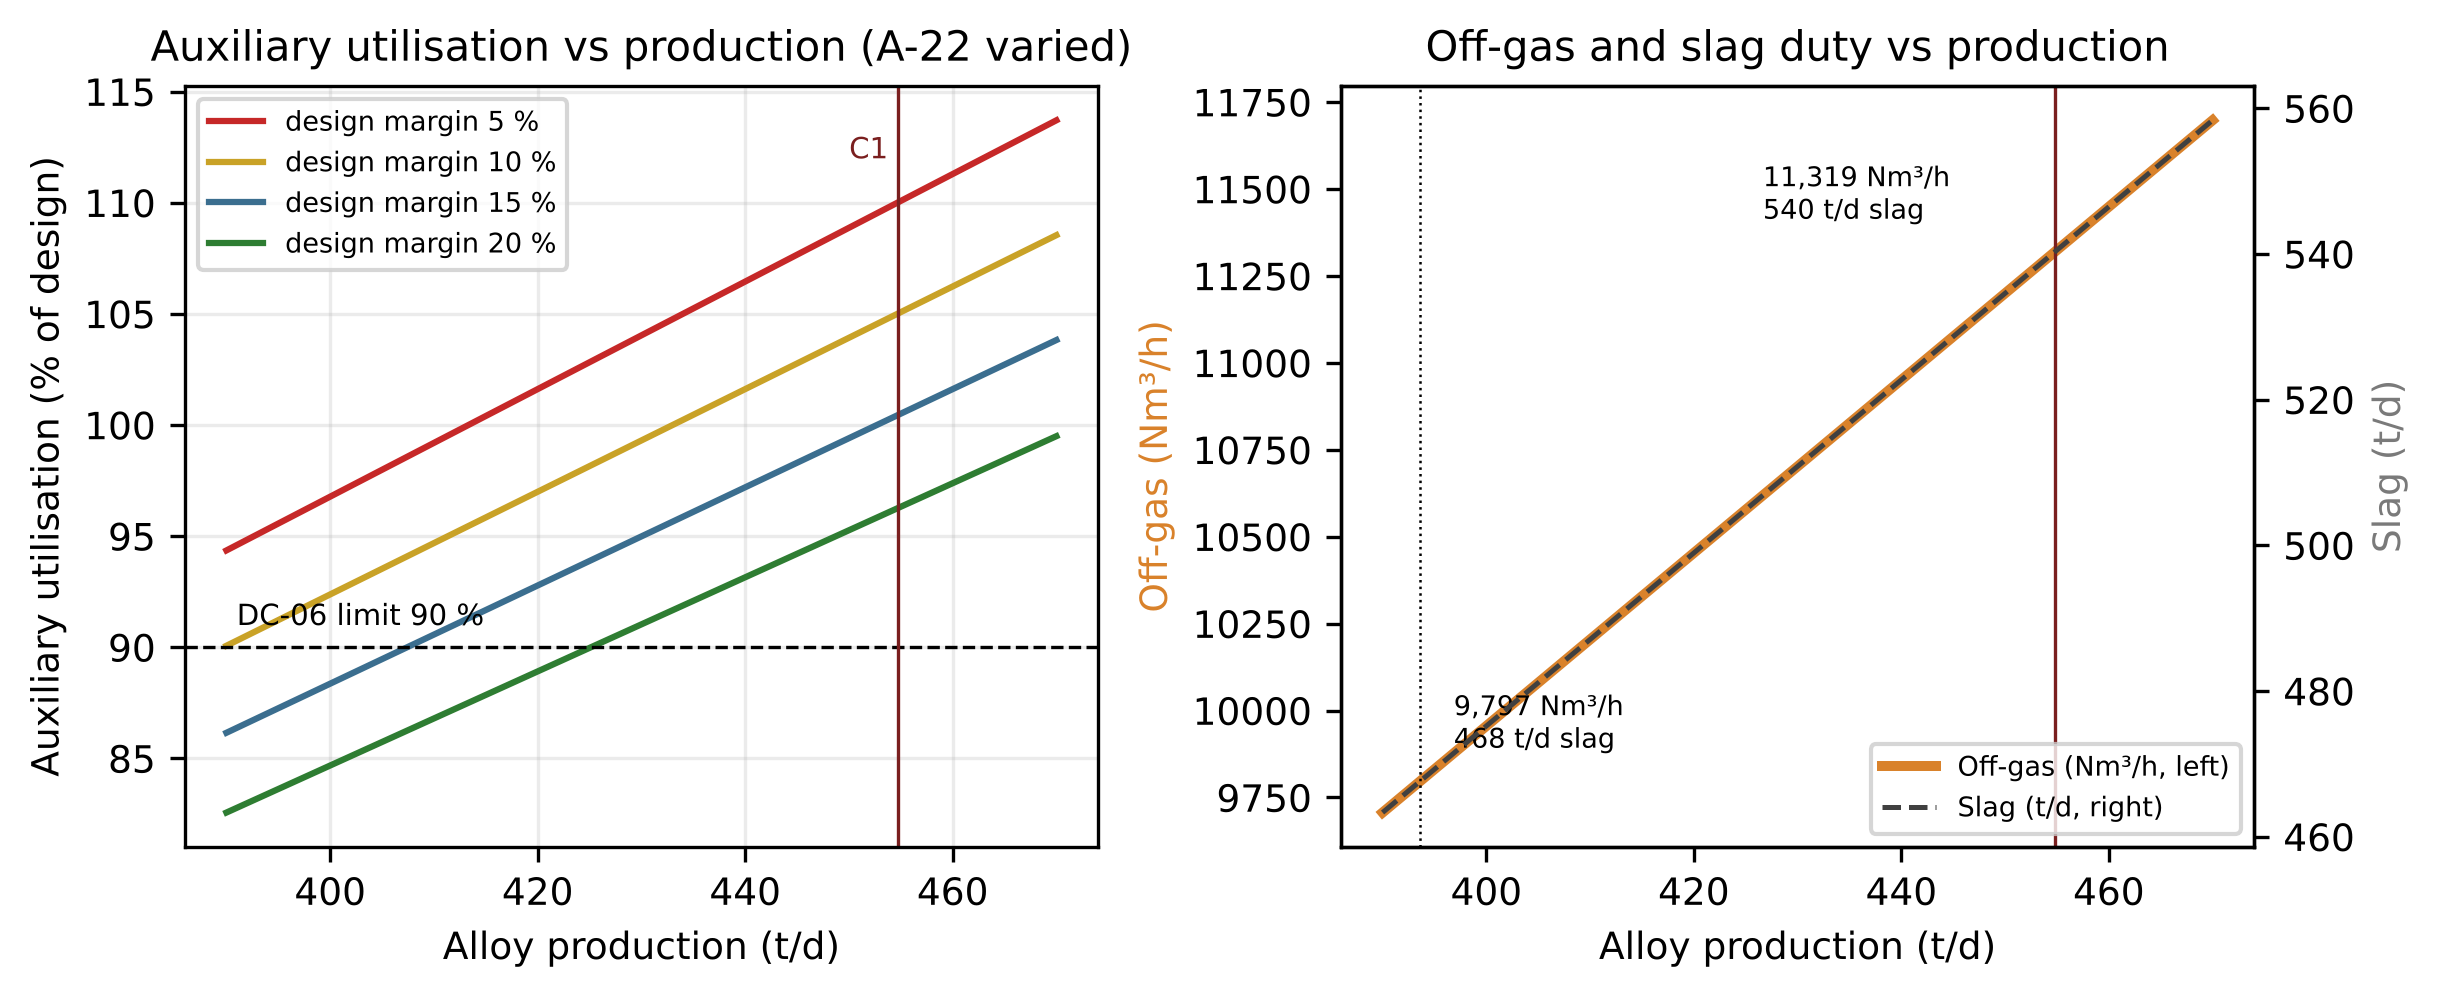 Auxiliary utilisation vs production (A-22 varied)
115
110
105
100
95
90
85
Auxiliary utilisation (% of design)
design margin 5 %
design margin 10 %
design margin 15 %
design margin 20 %
C1
DC-06 limit 90 %
400
420
440
460
Alloy production (t/d)
Off-gas and slag duty vs production
Off-gas (Nm³/h)
11750
11500
11250
11000
10750
10500
10250
10000
9750
11,319 Nm³/h
540 t/d slag
9,797 Nm³/h
468 t/d slag
Off-gas (Nm³/h, left)
Slag (t/d, right)
560
540
520
500
480
460
Slag (t/d)
400
420
440
460
Alloy production (t/d)